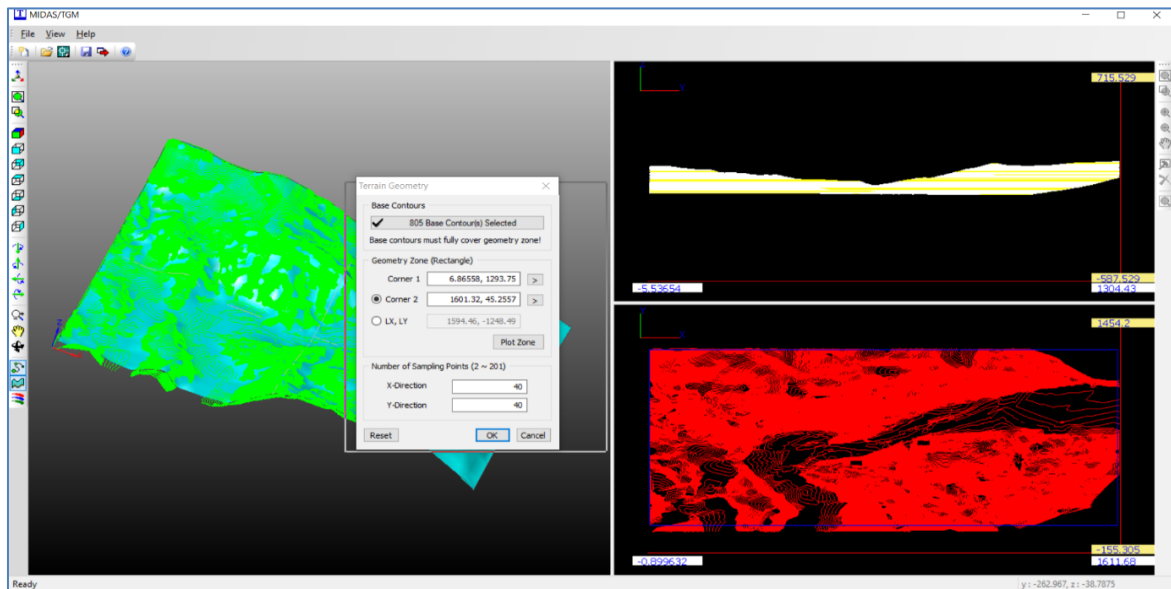 MIDAS/TGM
File View Help
715.529
Y
-587.529
-5.53654
1304.43
Terrain Geometry
Base Contours
805 Base Contour(s) Selected
Base contours must fully cover geometry zone!
Geometry Zone (Rectangle)
Corner 1 6.86558, 1293.75 >
Corner 2 1601.32, 45.2557 >
LX, LY 1594.46, -1248.49
Plot Zone
Number of Sampling Points (2 ~ 201)
X-Direction 40
Y-Direction 40
Reset OK Cancel
1454.2
X
-155.305
-0.899632
1611.68
Ready
y : -262.967, z : -38.7875